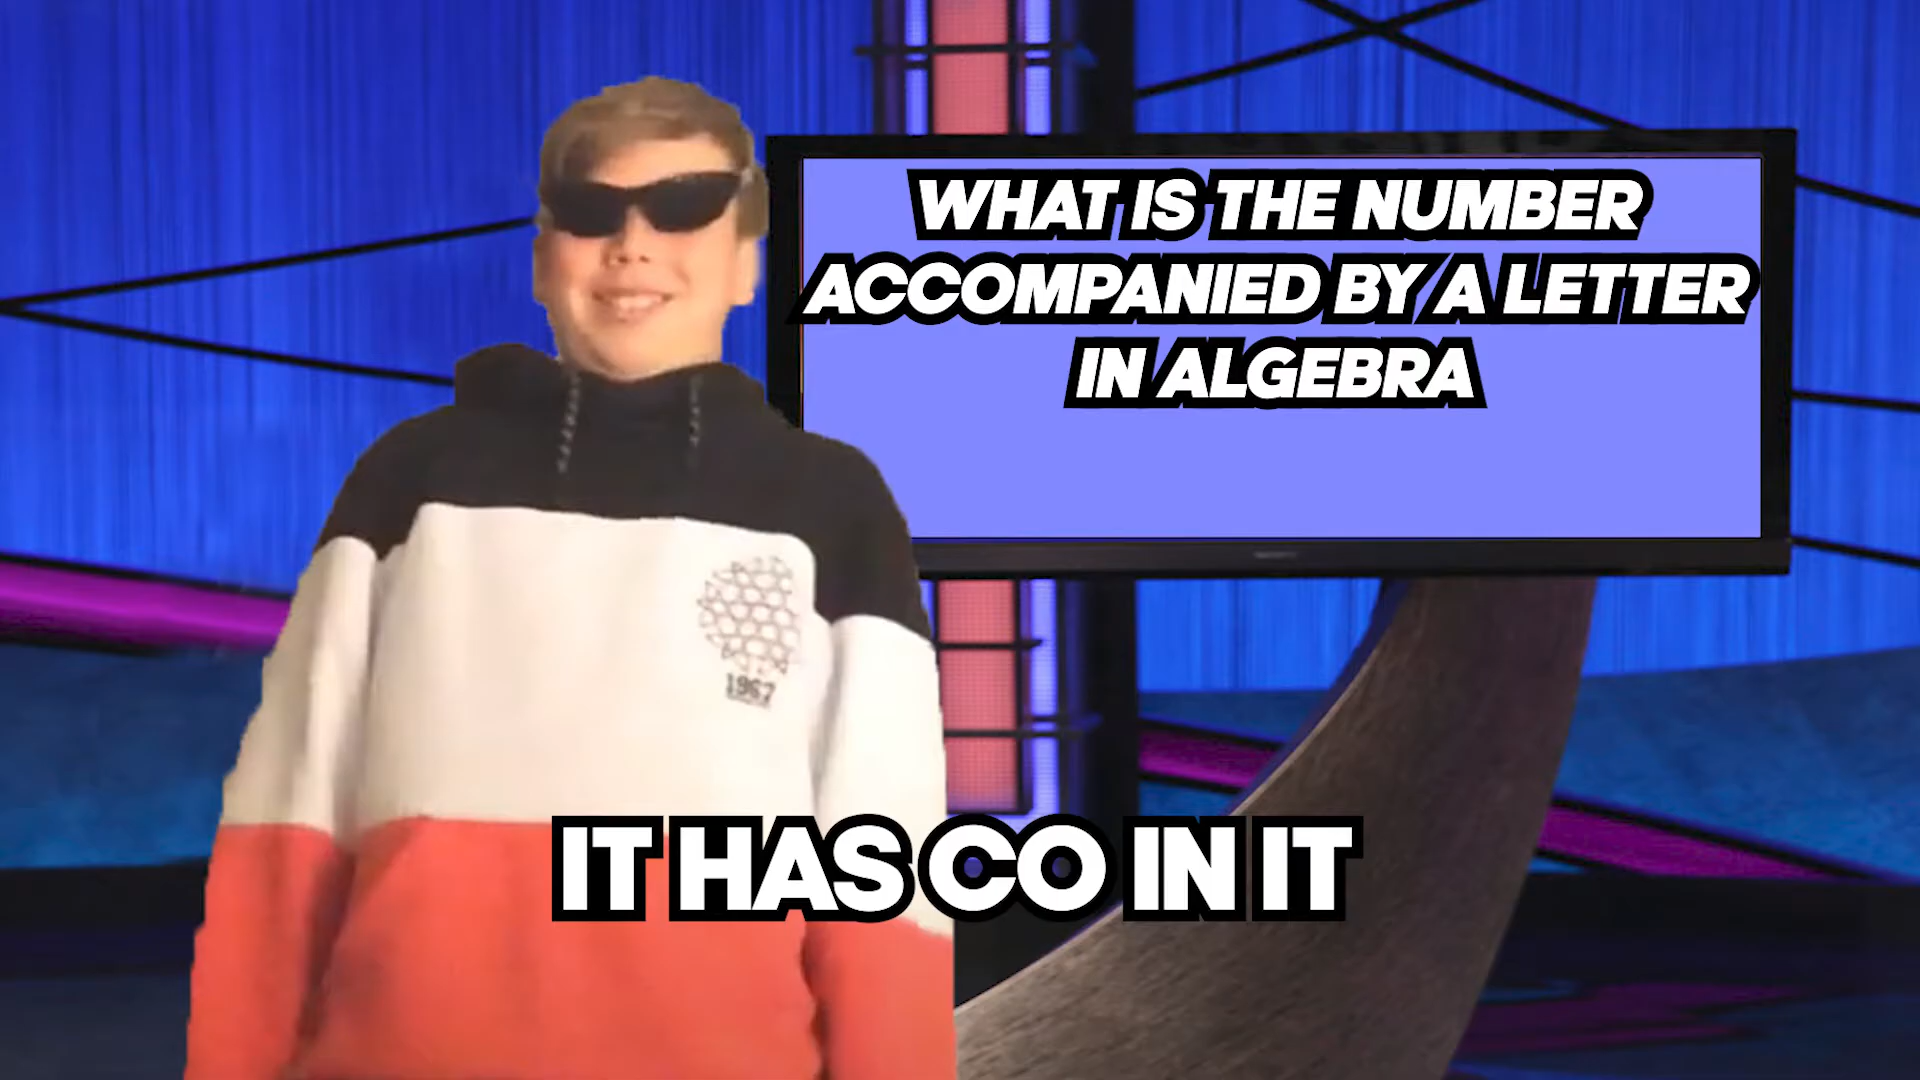 WHAT IS THE NUMBER
ACCOMPANIED BY A LETTER
IN ALGEBRA
1967
IT HAS CO IN IT